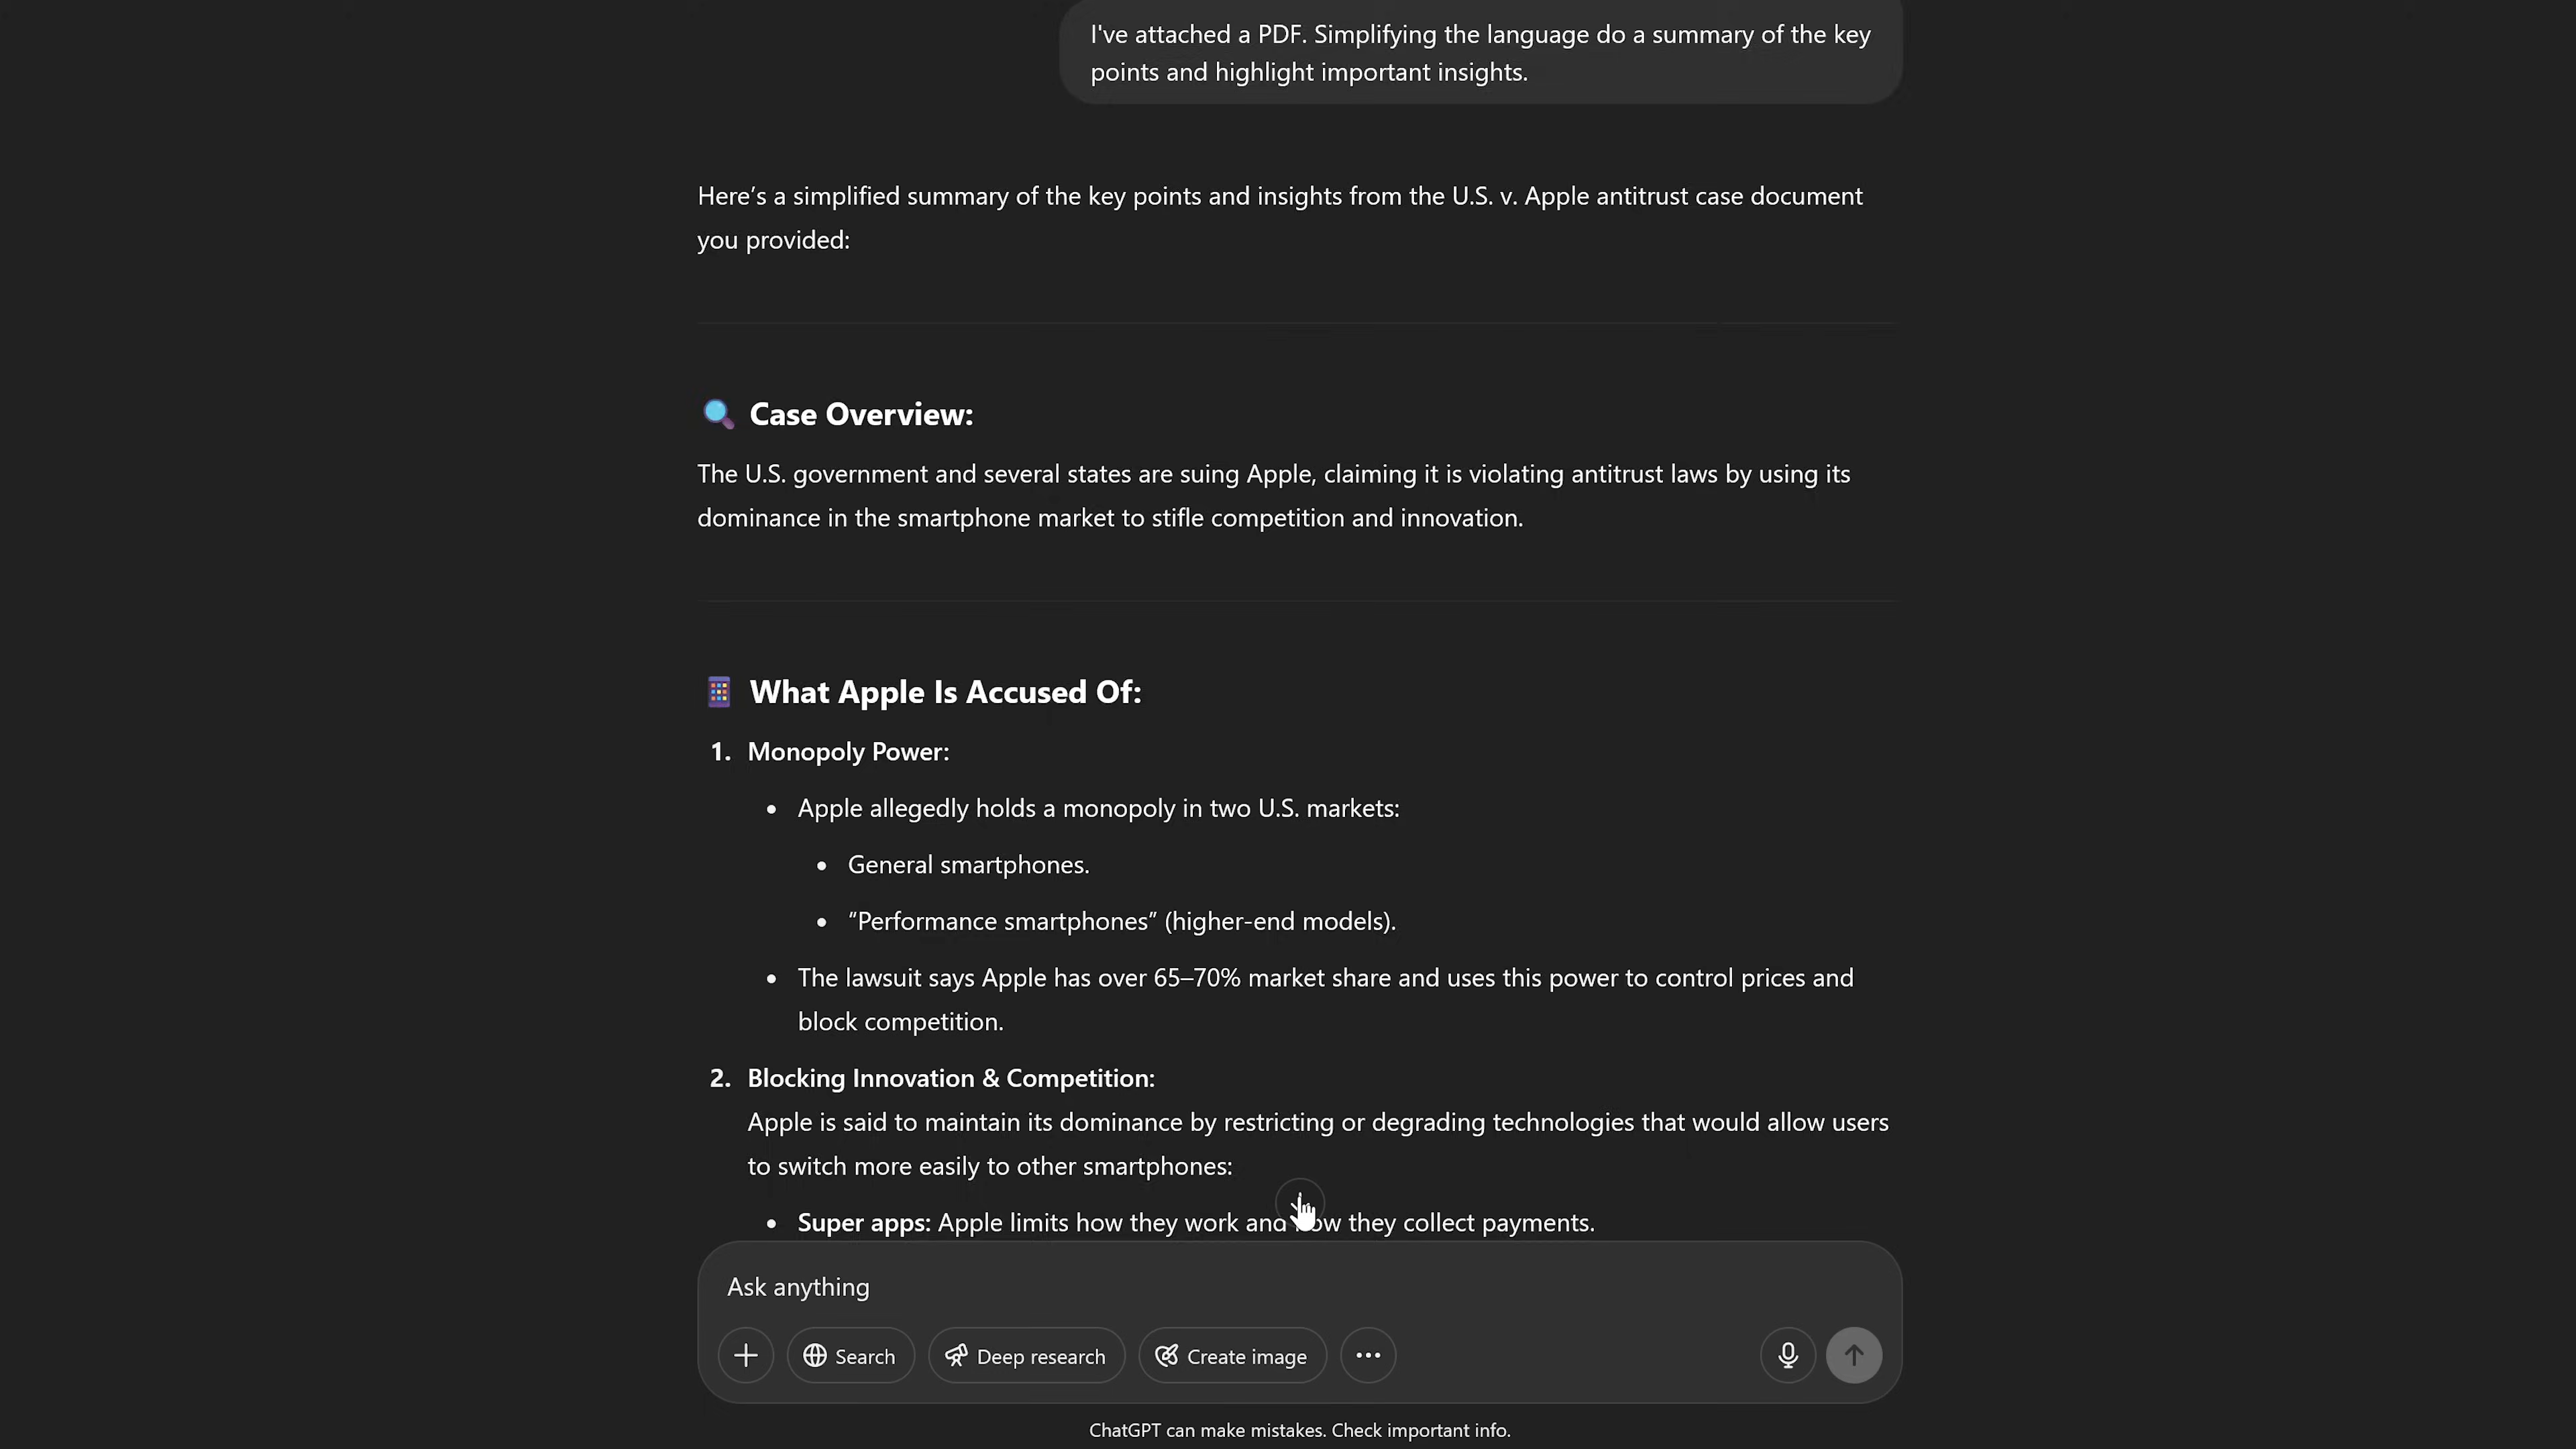 I've attached a PDF. Simplifying the language do a summary of the key
points and highlight important insights.
Here’s a simplified summary of the key points and insights from the U.S. v. Apple antitrust case document
you provided:
Case Overview:
The U.S. government and several states are suing Apple, claiming it is violating antitrust laws by using its
dominance in the smartphone market to stifle competition and innovation.
What Apple Is Accused Of:
1. Monopoly Power:
• Apple allegedly holds a monopoly in two U.S. markets:
• General smartphones.
• “Performance smartphones” (higher-end models).
• The lawsuit says Apple has over 65–70% market share and uses this power to control prices and
block competition.
2. Blocking Innovation & Competition:
Apple is said to maintain its dominance by restricting or degrading technologies that would allow users
to switch more easily to other smartphones:
• Super apps: Apple limits how they work and how they collect payments.
Ask anything
Search Deep research Create image
ChatGPT can make mistakes. Check important info.